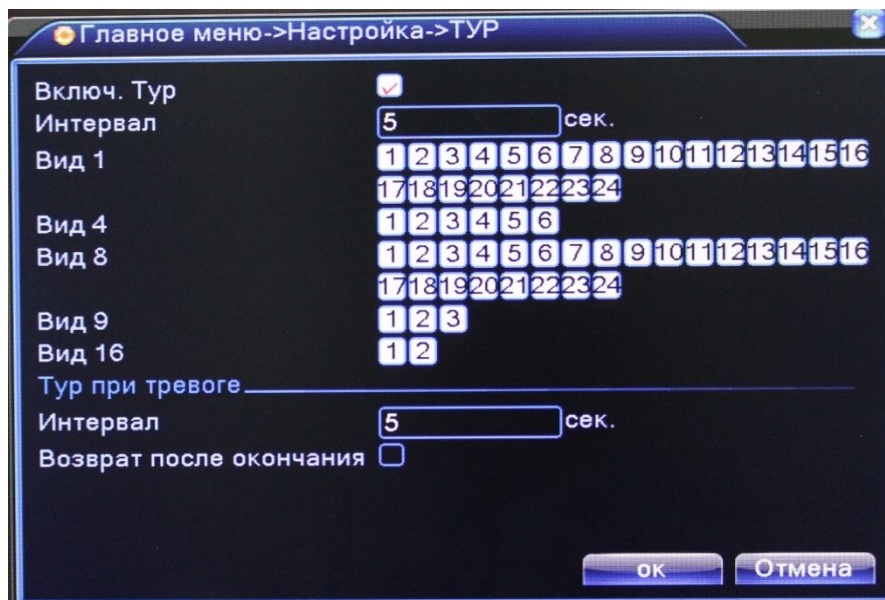 Главное меню->Настройка->ТУР
Включ. Тур
Интервал 5 сек.
Вид 1 1 2 3 4 5 6 7 8 9 10 11 12 13 14 15 16
17 18 19 20 21 22 23 24
Вид 4 1 2 3 4 5 6
Вид 8 1 2 3 4 5 6 7 8 9 10 11 12 13 14 15 16
17 18 19 20 21 22 23 24
Вид 9 1 2 3
Вид 16 1 2
Тур при тревоге
Интервал 5 сек.
Возврат после окончания
ок Отмена